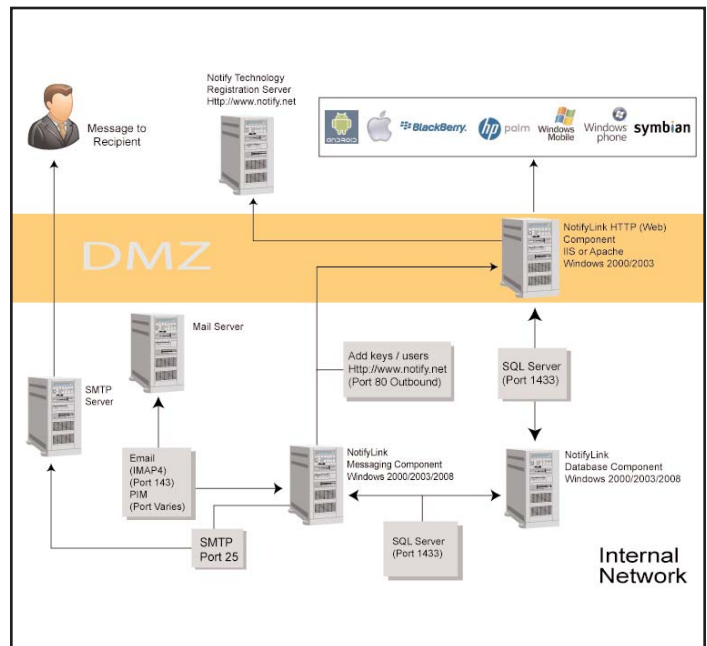 Notify Technology
Registration Server
Http://www.notify.net
Message to
Recipient
ANDROID
BlackBerry.
hp palm
Windows
Mobile
Windows
phone
symbian
DMZ
NotifyLink HTTP (Web)
Component
IIS or Apache
Windows 2000/2003
Mail Server
SMTP
Server
Add keys / users
Http://www.notify.net
(Port 80 Outbound)
SQL Server
(Port 1433)
Email
(IMAP4)
(Port 143)
PIM
(Port Varies)
NotifyLink
Messaging Component
Windows 2000/2003/2008
NotifyLink
Database Component
Windows 2000/2003/2008
SMTP
Port 25
SQL Server
(Port 1433)
Internal
Network